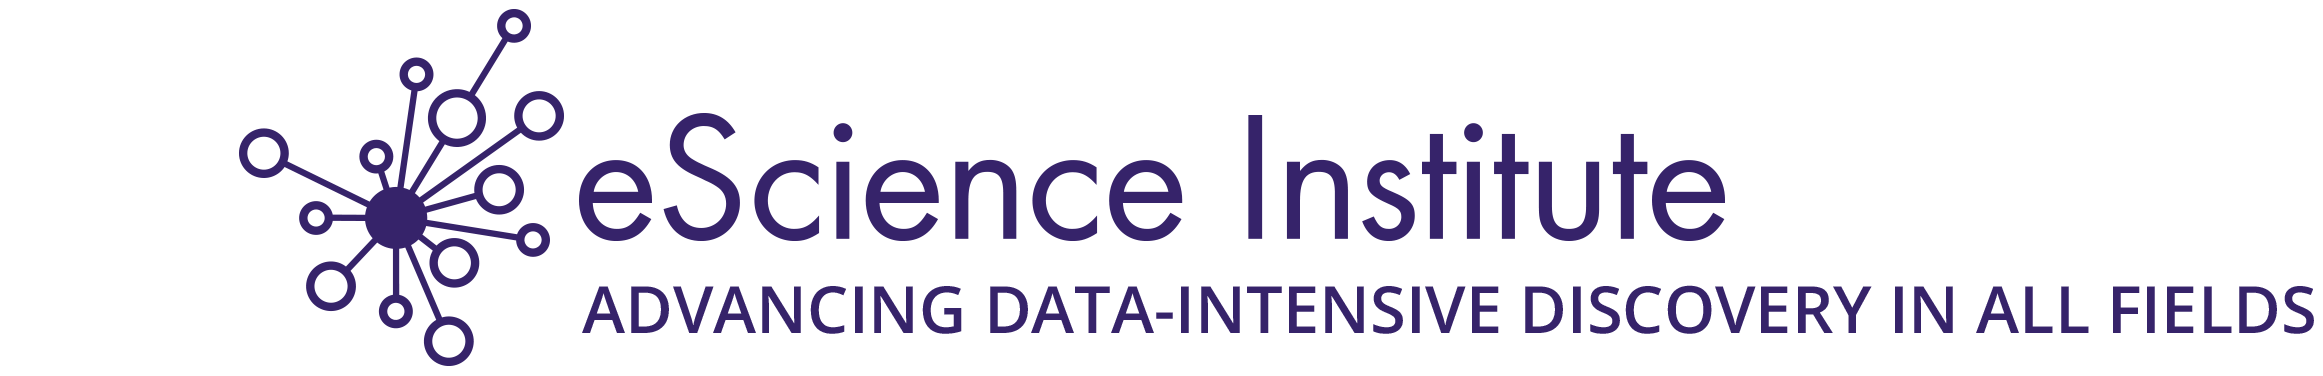 eScience Institute
ADVANCING DATA-INTENSIVE DISCOVERY IN ALL FIELDS